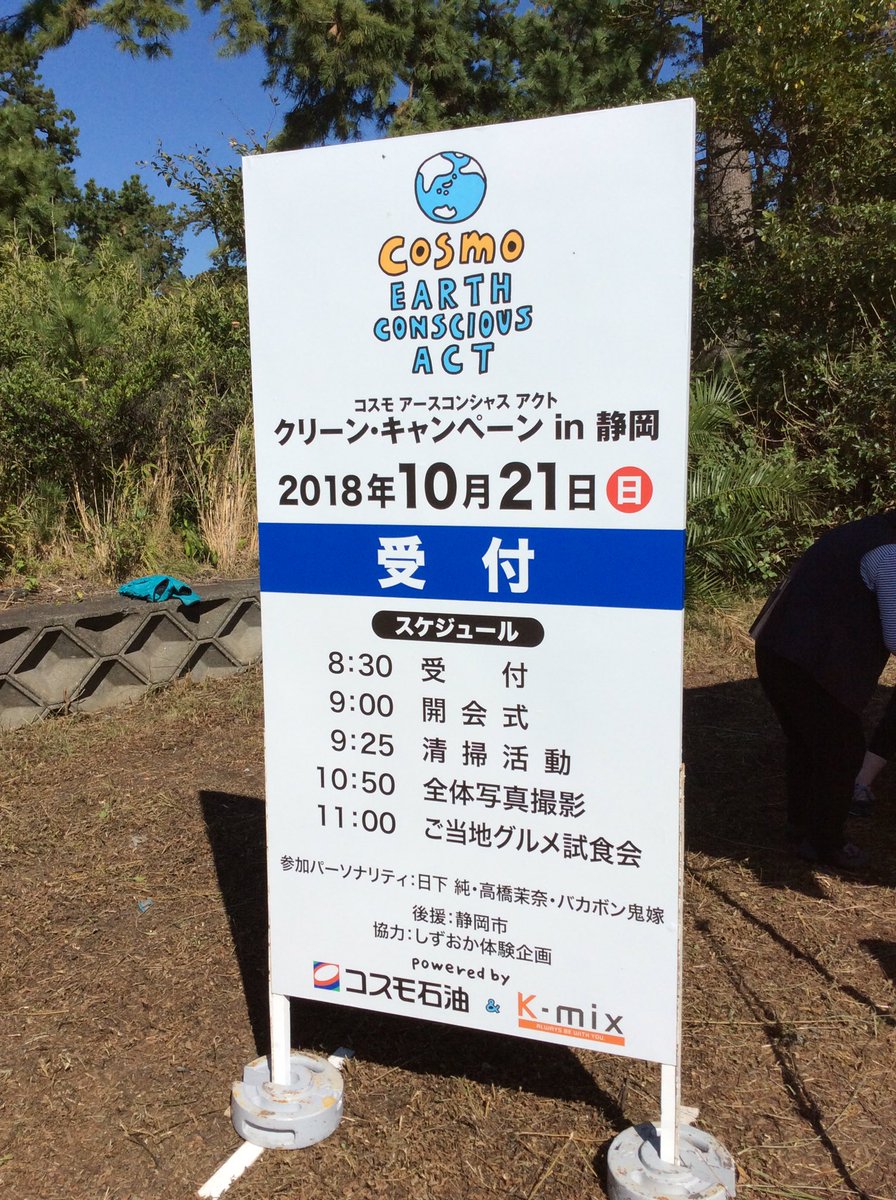 COSMO
EARTH
CONSCIOUS
ACT
コスモ アースコンシャス アクト
クリーン・キャンペーン in 静岡
2018年10月21日 日
受付
スケジュール
8:30 受付
9:00 開会式
9:25 清掃活動
10:50 全体写真撮影
11:00 ご当地グルメ試食会
参加パーソナリティ:日下 純・高橋茉奈・バカボン鬼嫁
後援:静岡市
協力:しずおか体験企画
powered by
コスモ石油 & K-mix
ALWAYS BE WITH YOU.